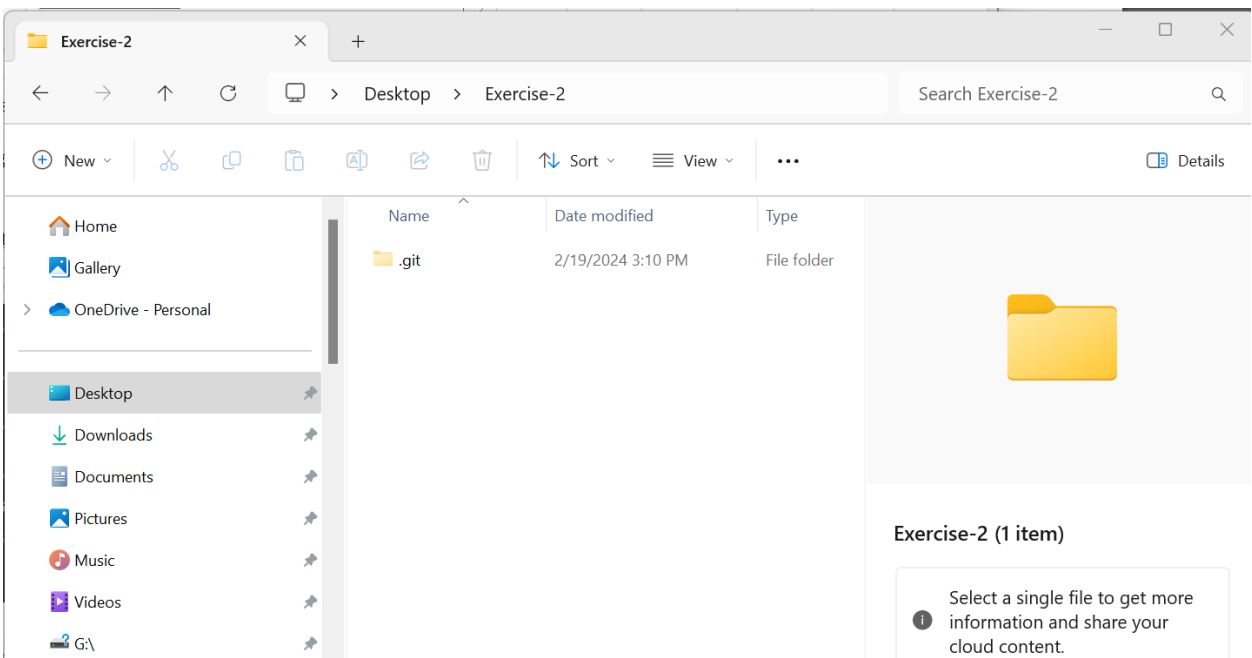 Exercise-2
Desktop > Exercise-2
Search Exercise-2
New
Sort
View
Details
Home
Gallery
OneDrive - Personal
Desktop
Downloads
Documents
Pictures
Music
Videos
G:\
Name Date modified Type
.git 2/19/2024 3:10 PM File folder
Exercise-2 (1 item)
Select a single file to get more
information and share your
cloud content.